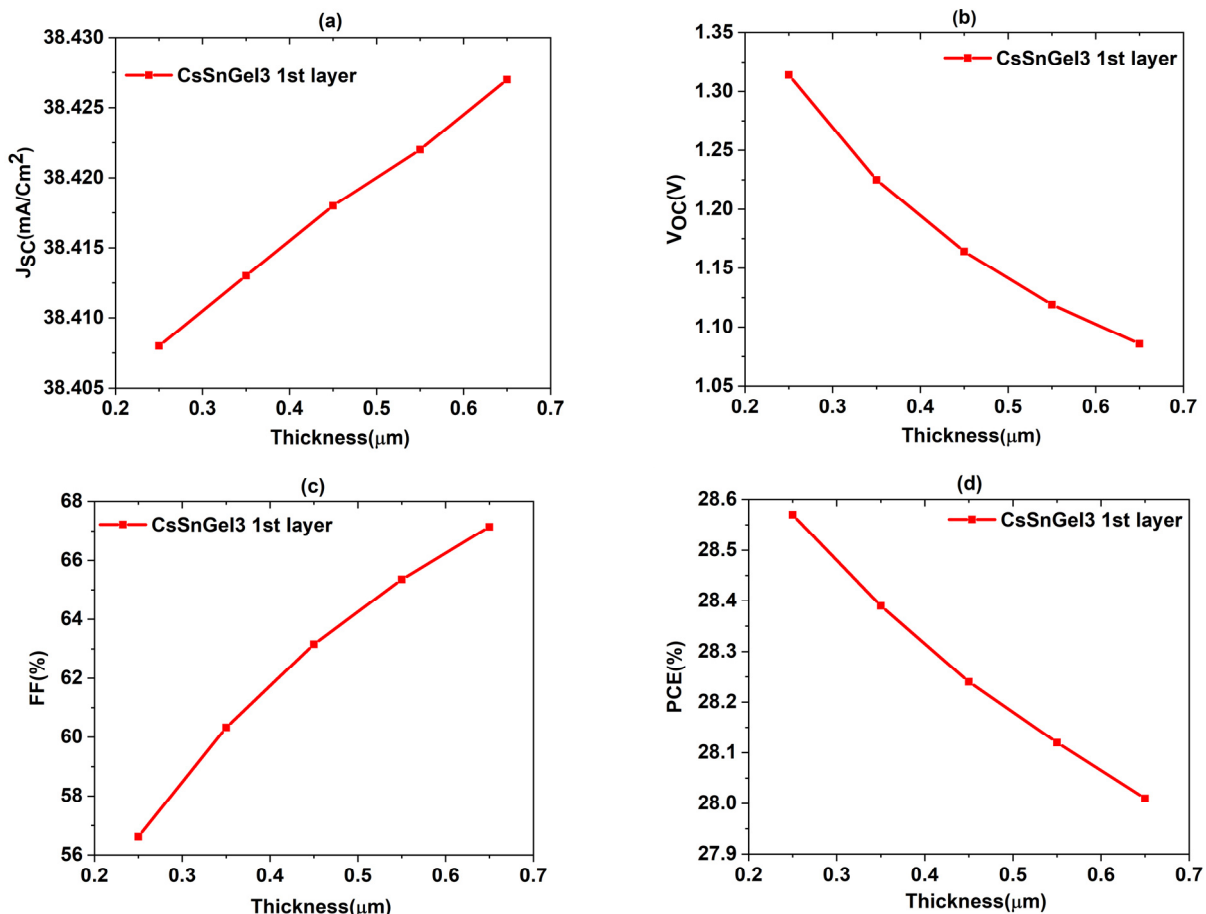 (a)
38.430
38.425
38.420
38.415
38.410
38.405
JSC(mA/Cm2)
CsSnGeI3 1st layer
0.2 0.3 0.4 0.5 0.6 0.7
Thickness(μm)
(b)
1.35
1.30
1.25
1.20
1.15
1.10
1.05
VOC(V)
CsSnGeI3 1st layer
0.2 0.3 0.4 0.5 0.6 0.7
Thickness(μm)
(c)
68
66
64
62
60
58
56
FF(%)
CsSnGeI3 1st layer
0.2 0.3 0.4 0.5 0.6 0.7
Thickness(μm)
(d)
28.6
28.5
28.4
28.3
28.2
28.1
28.0
27.9
PCE(%)
CsSnGeI3 1st layer
0.2 0.3 0.4 0.5 0.6 0.7
Thickness(μm)